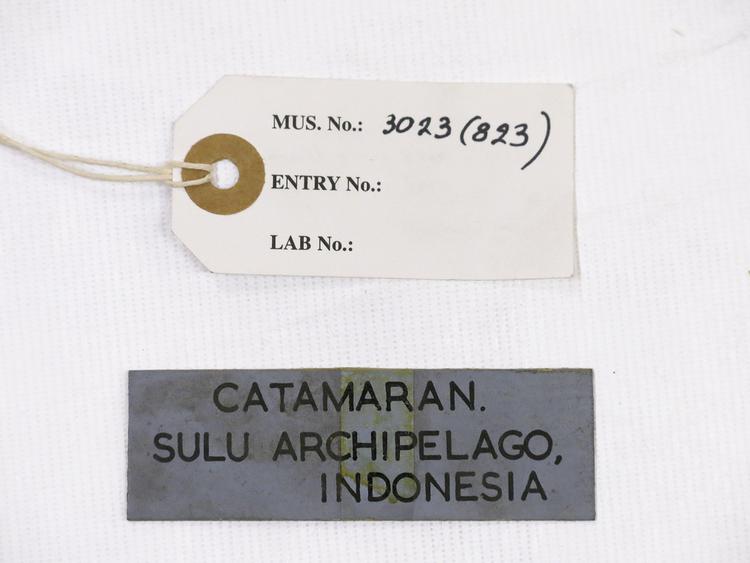 MUS. No.: 3023 (823)
ENTRY No.:
LAB No.:
CATAMARAN.
SULU ARCHIPELAGO,
INDONESIA